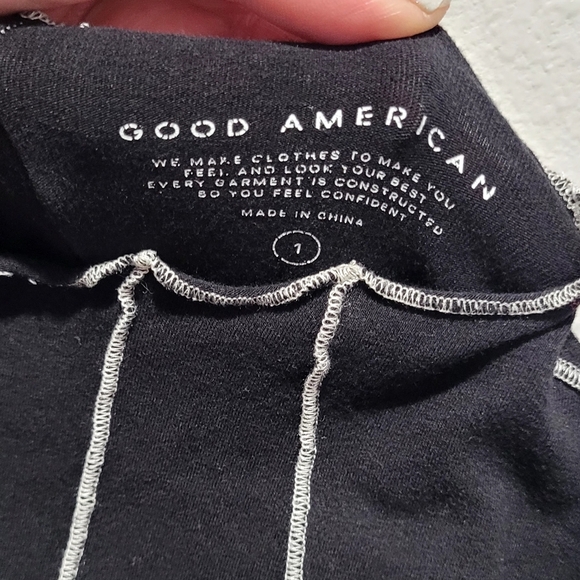 GOOD AMERICAN
WE MAKE CLOTHES TO MAKE YOU
FEEL AND LOOK YOUR BEST
EVERY GARMENT IS CONSTRUCTED
SO YOU FEEL CONFIDENT
MADE IN CHINA
1